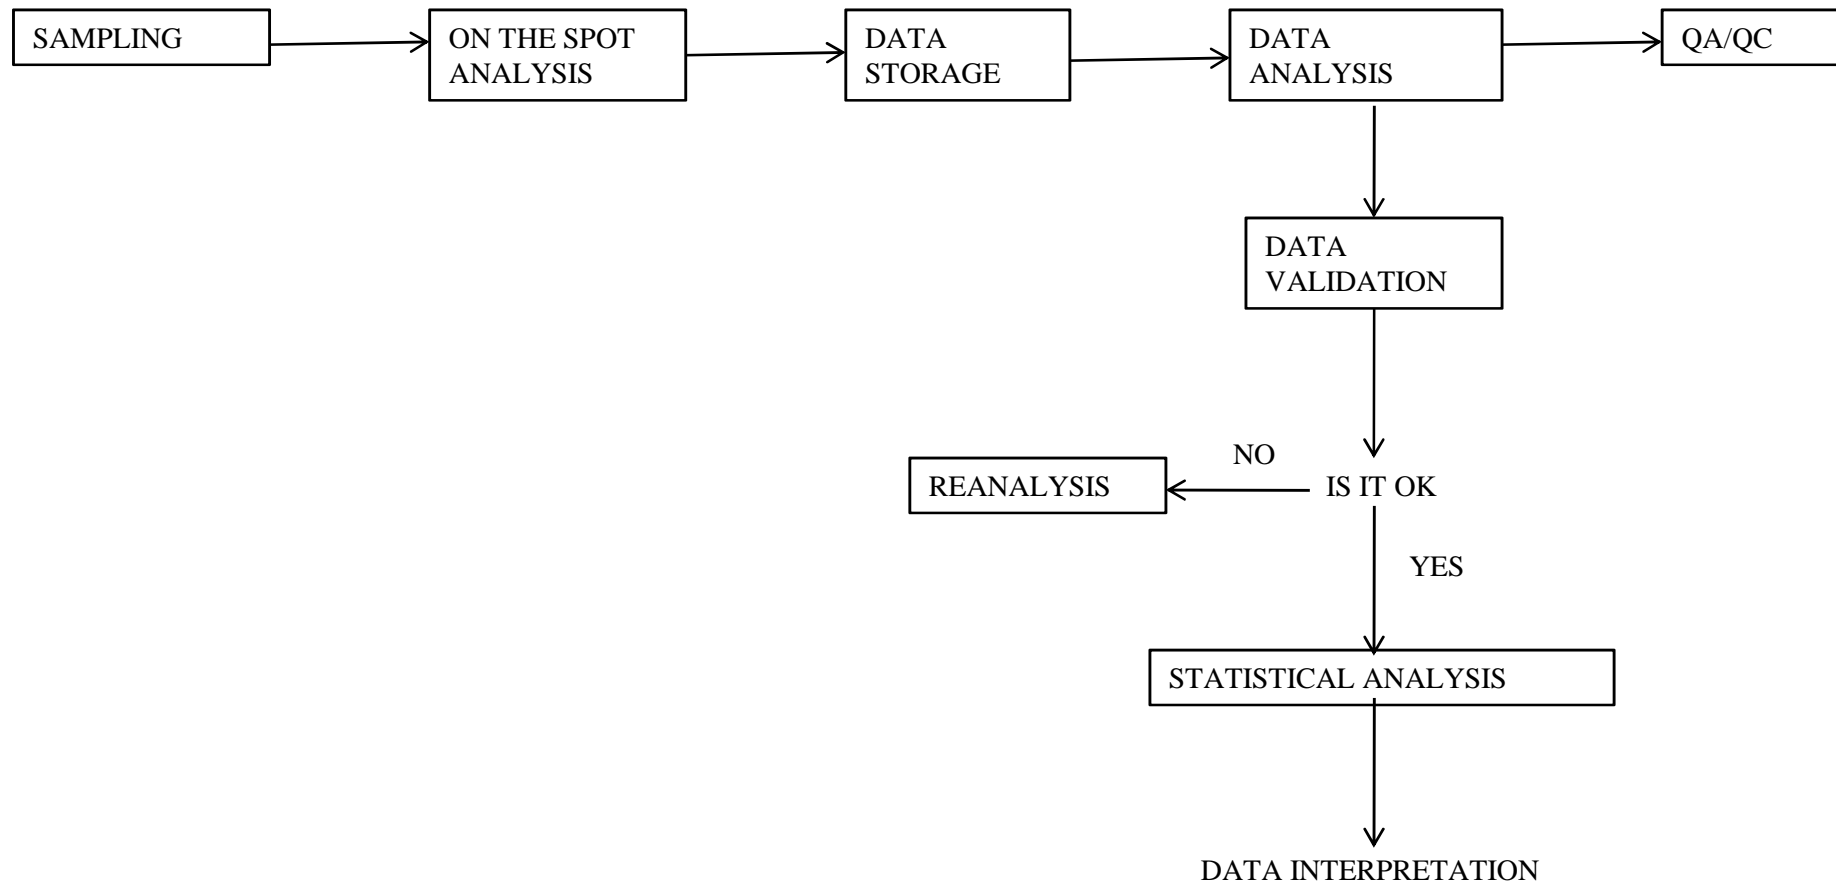 SAMPLING
ON THE SPOT
ANALYSIS
DATA
STORAGE
DATA
ANALYSIS
QA/QC
DATA
VALIDATION
NO
REANALYSIS
IS IT OK
YES
STATISTICAL ANALYSIS
DATA INTERPRETATION